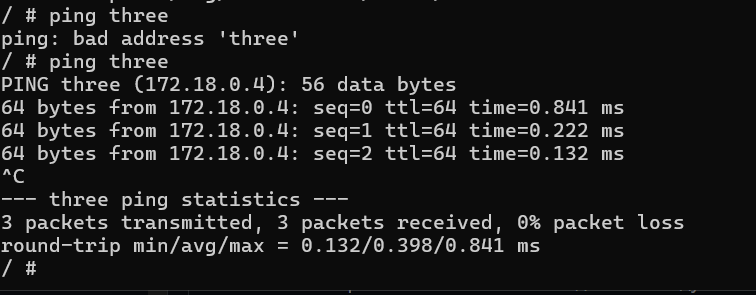 / # ping three
ping: bad address 'three'
/ # ping three
PING three (172.18.0.4): 56 data bytes
64 bytes from 172.18.0.4: seq=0 ttl=64 time=0.841 ms
64 bytes from 172.18.0.4: seq=1 ttl=64 time=0.222 ms
64 bytes from 172.18.0.4: seq=2 ttl=64 time=0.132 ms
^C
--- three ping statistics ---
3 packets transmitted, 3 packets received, 0% packet loss
round-trip min/avg/max = 0.132/0.398/0.841 ms
/ #